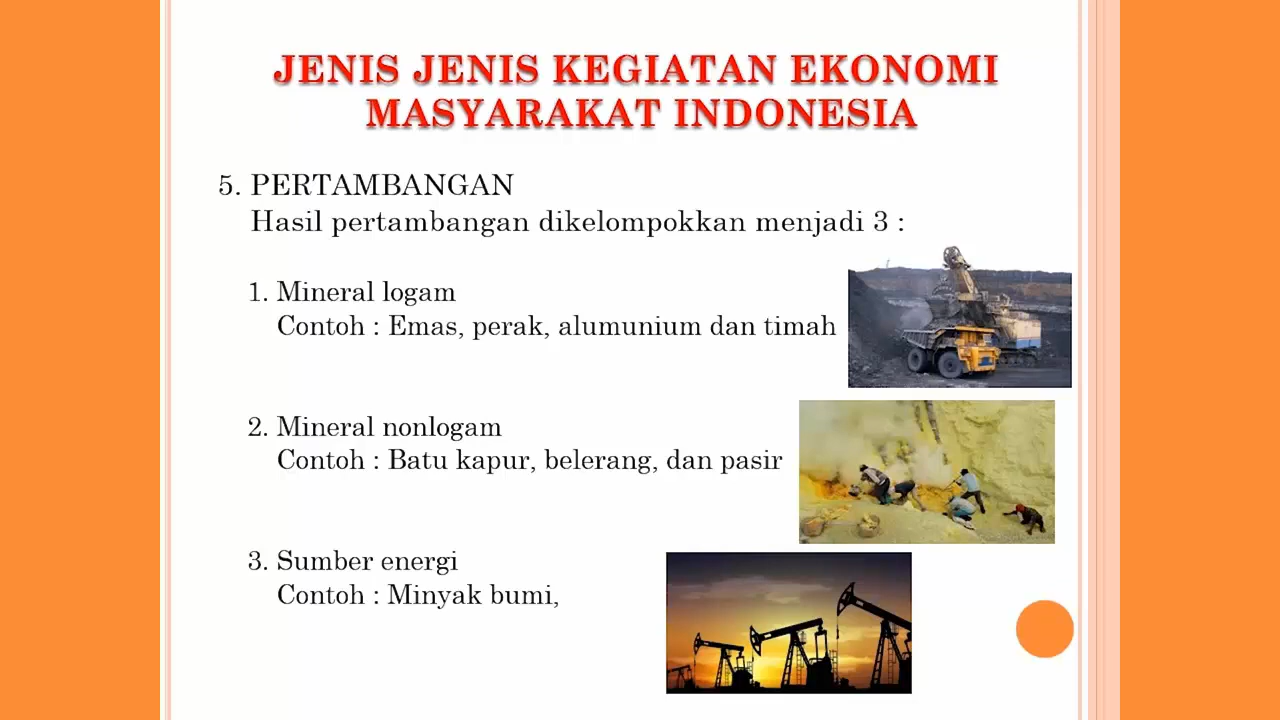 JENIS JENIS KEGIATAN EKONOMI
MASYARAKAT INDONESIA
5. PERTAMBANGAN
Hasil pertambangan dikelompokkan menjadi 3 :
1. Mineral logam
Contoh : Emas, perak, alumunium dan timah
2. Mineral nonlogam
Contoh : Batu kapur, belerang, dan pasir
3. Sumber energi
Contoh : Minyak bumi,